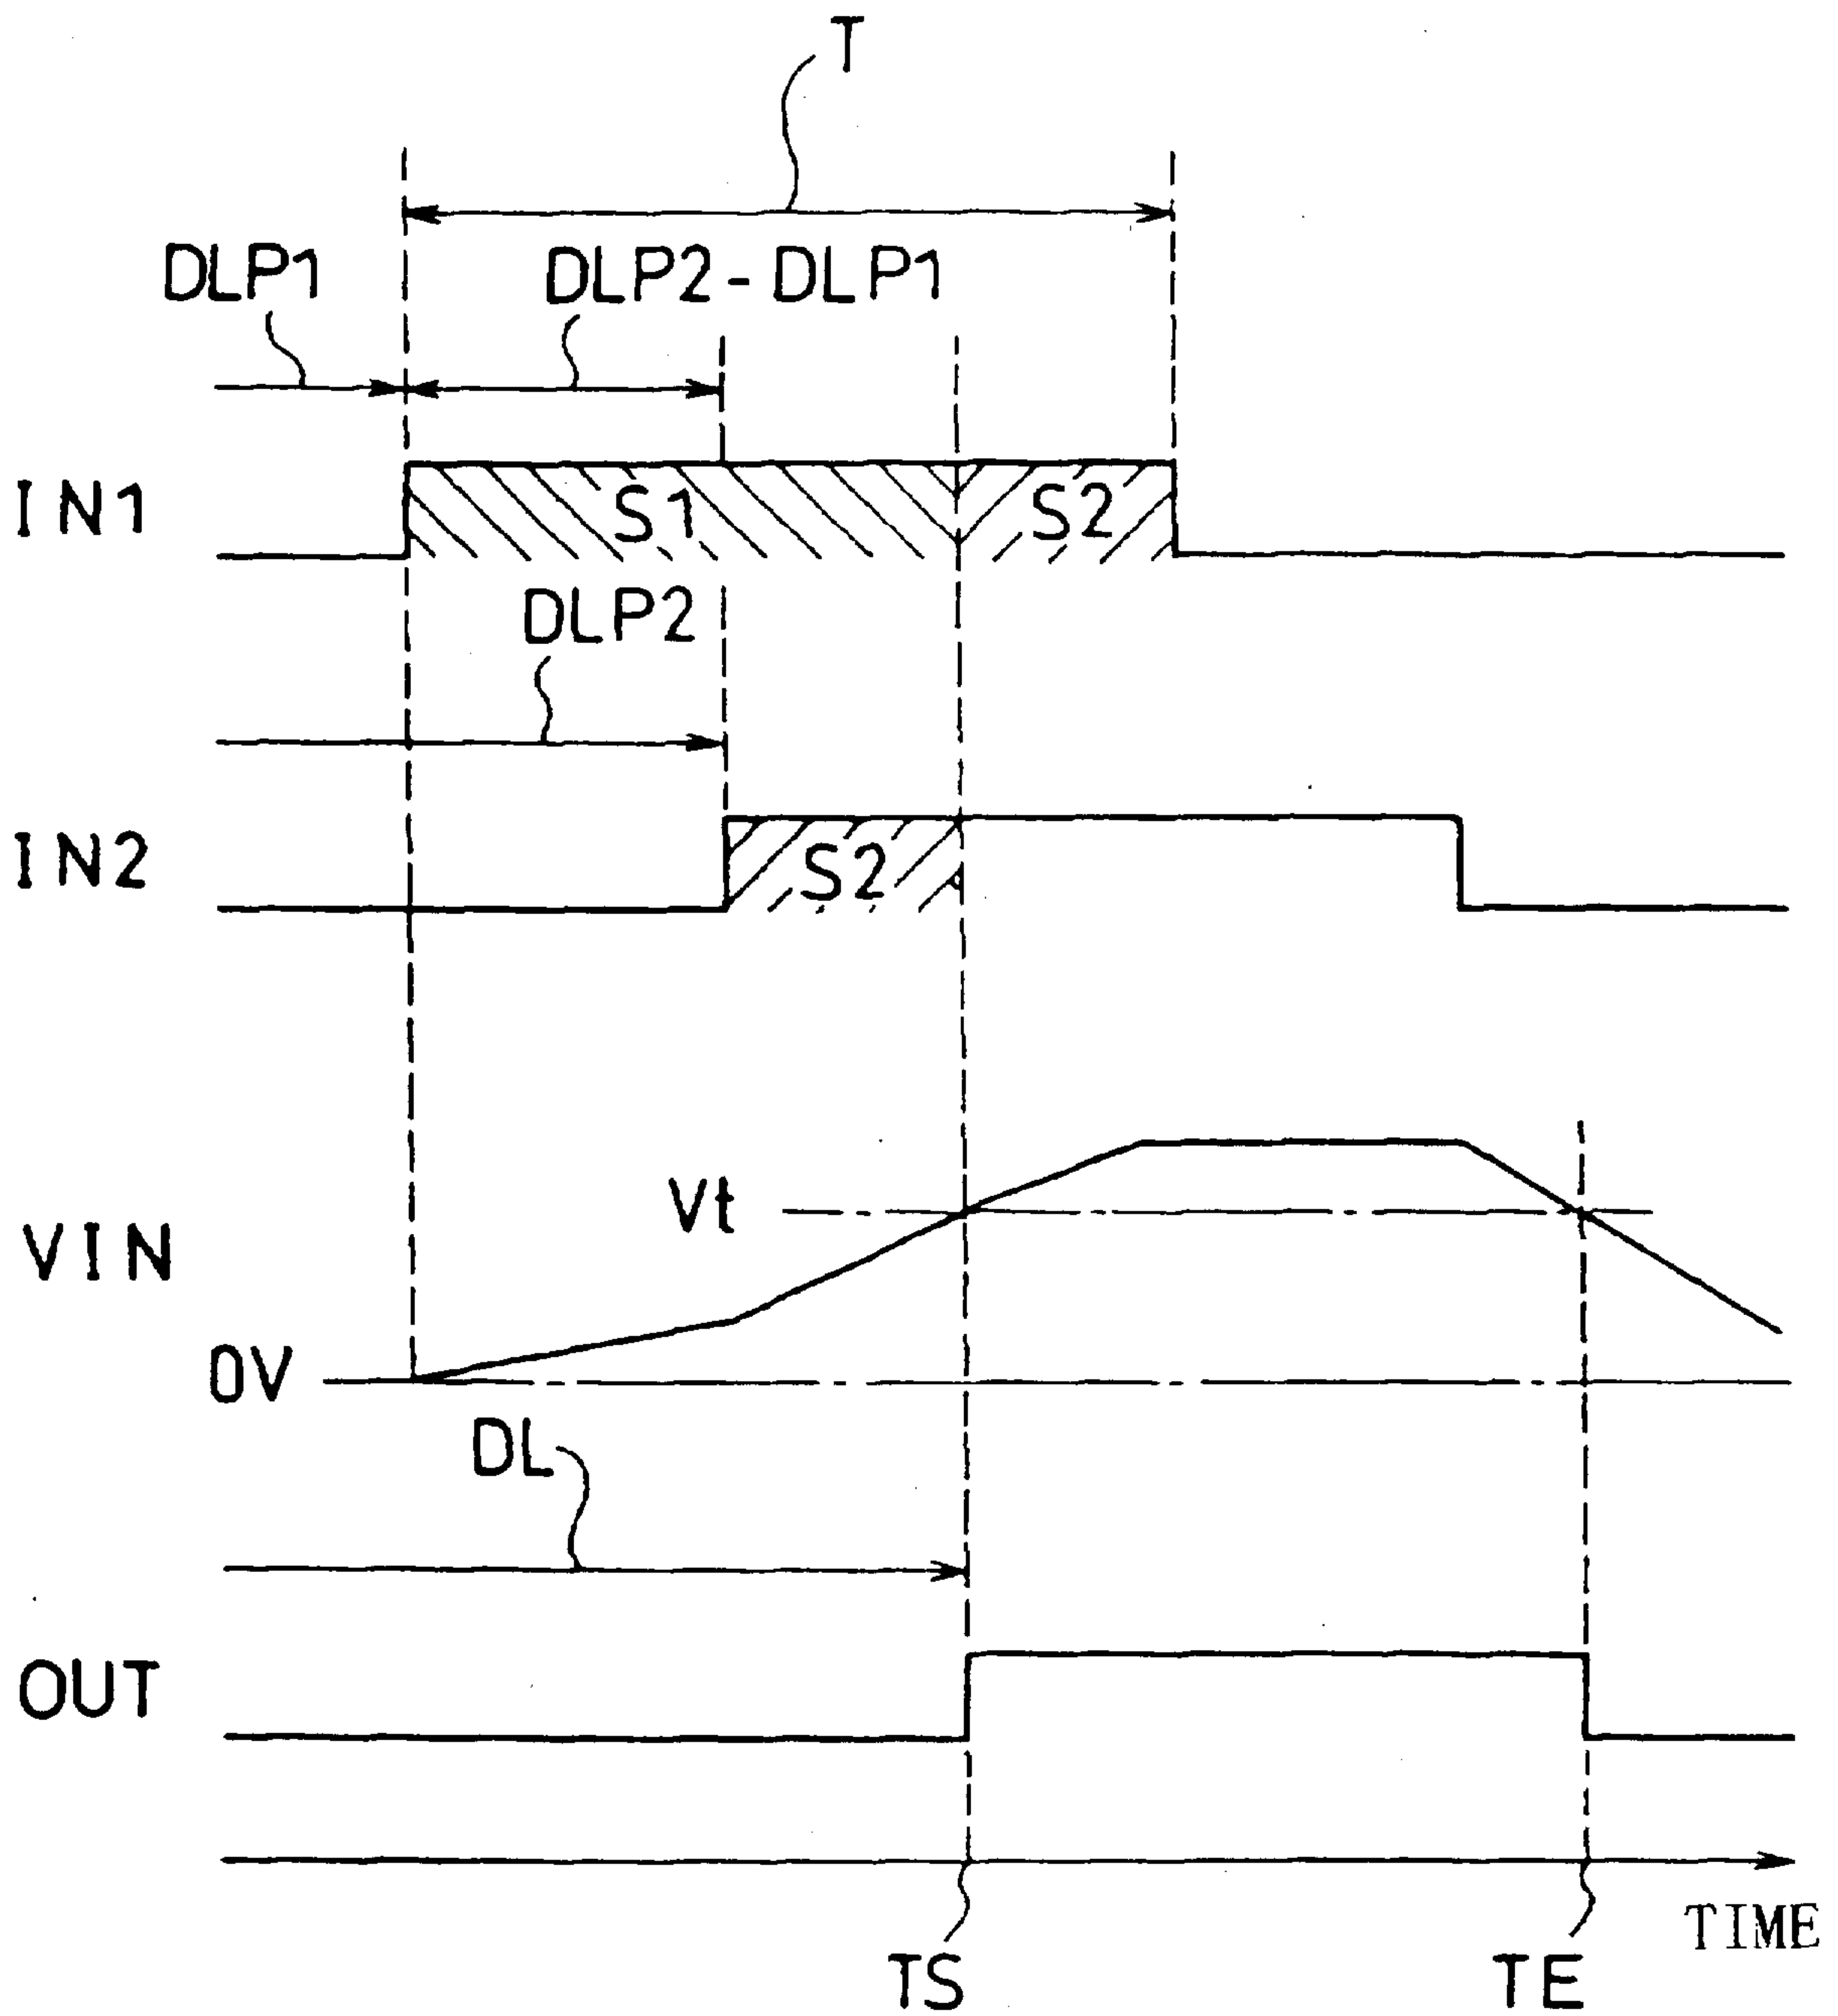 T
DLP1
DLP2-DLP1
IN1
S1
S2
DLP2
IN2
S2
Vt
VIN
0V
DL
OUT
TIME
TS
TE